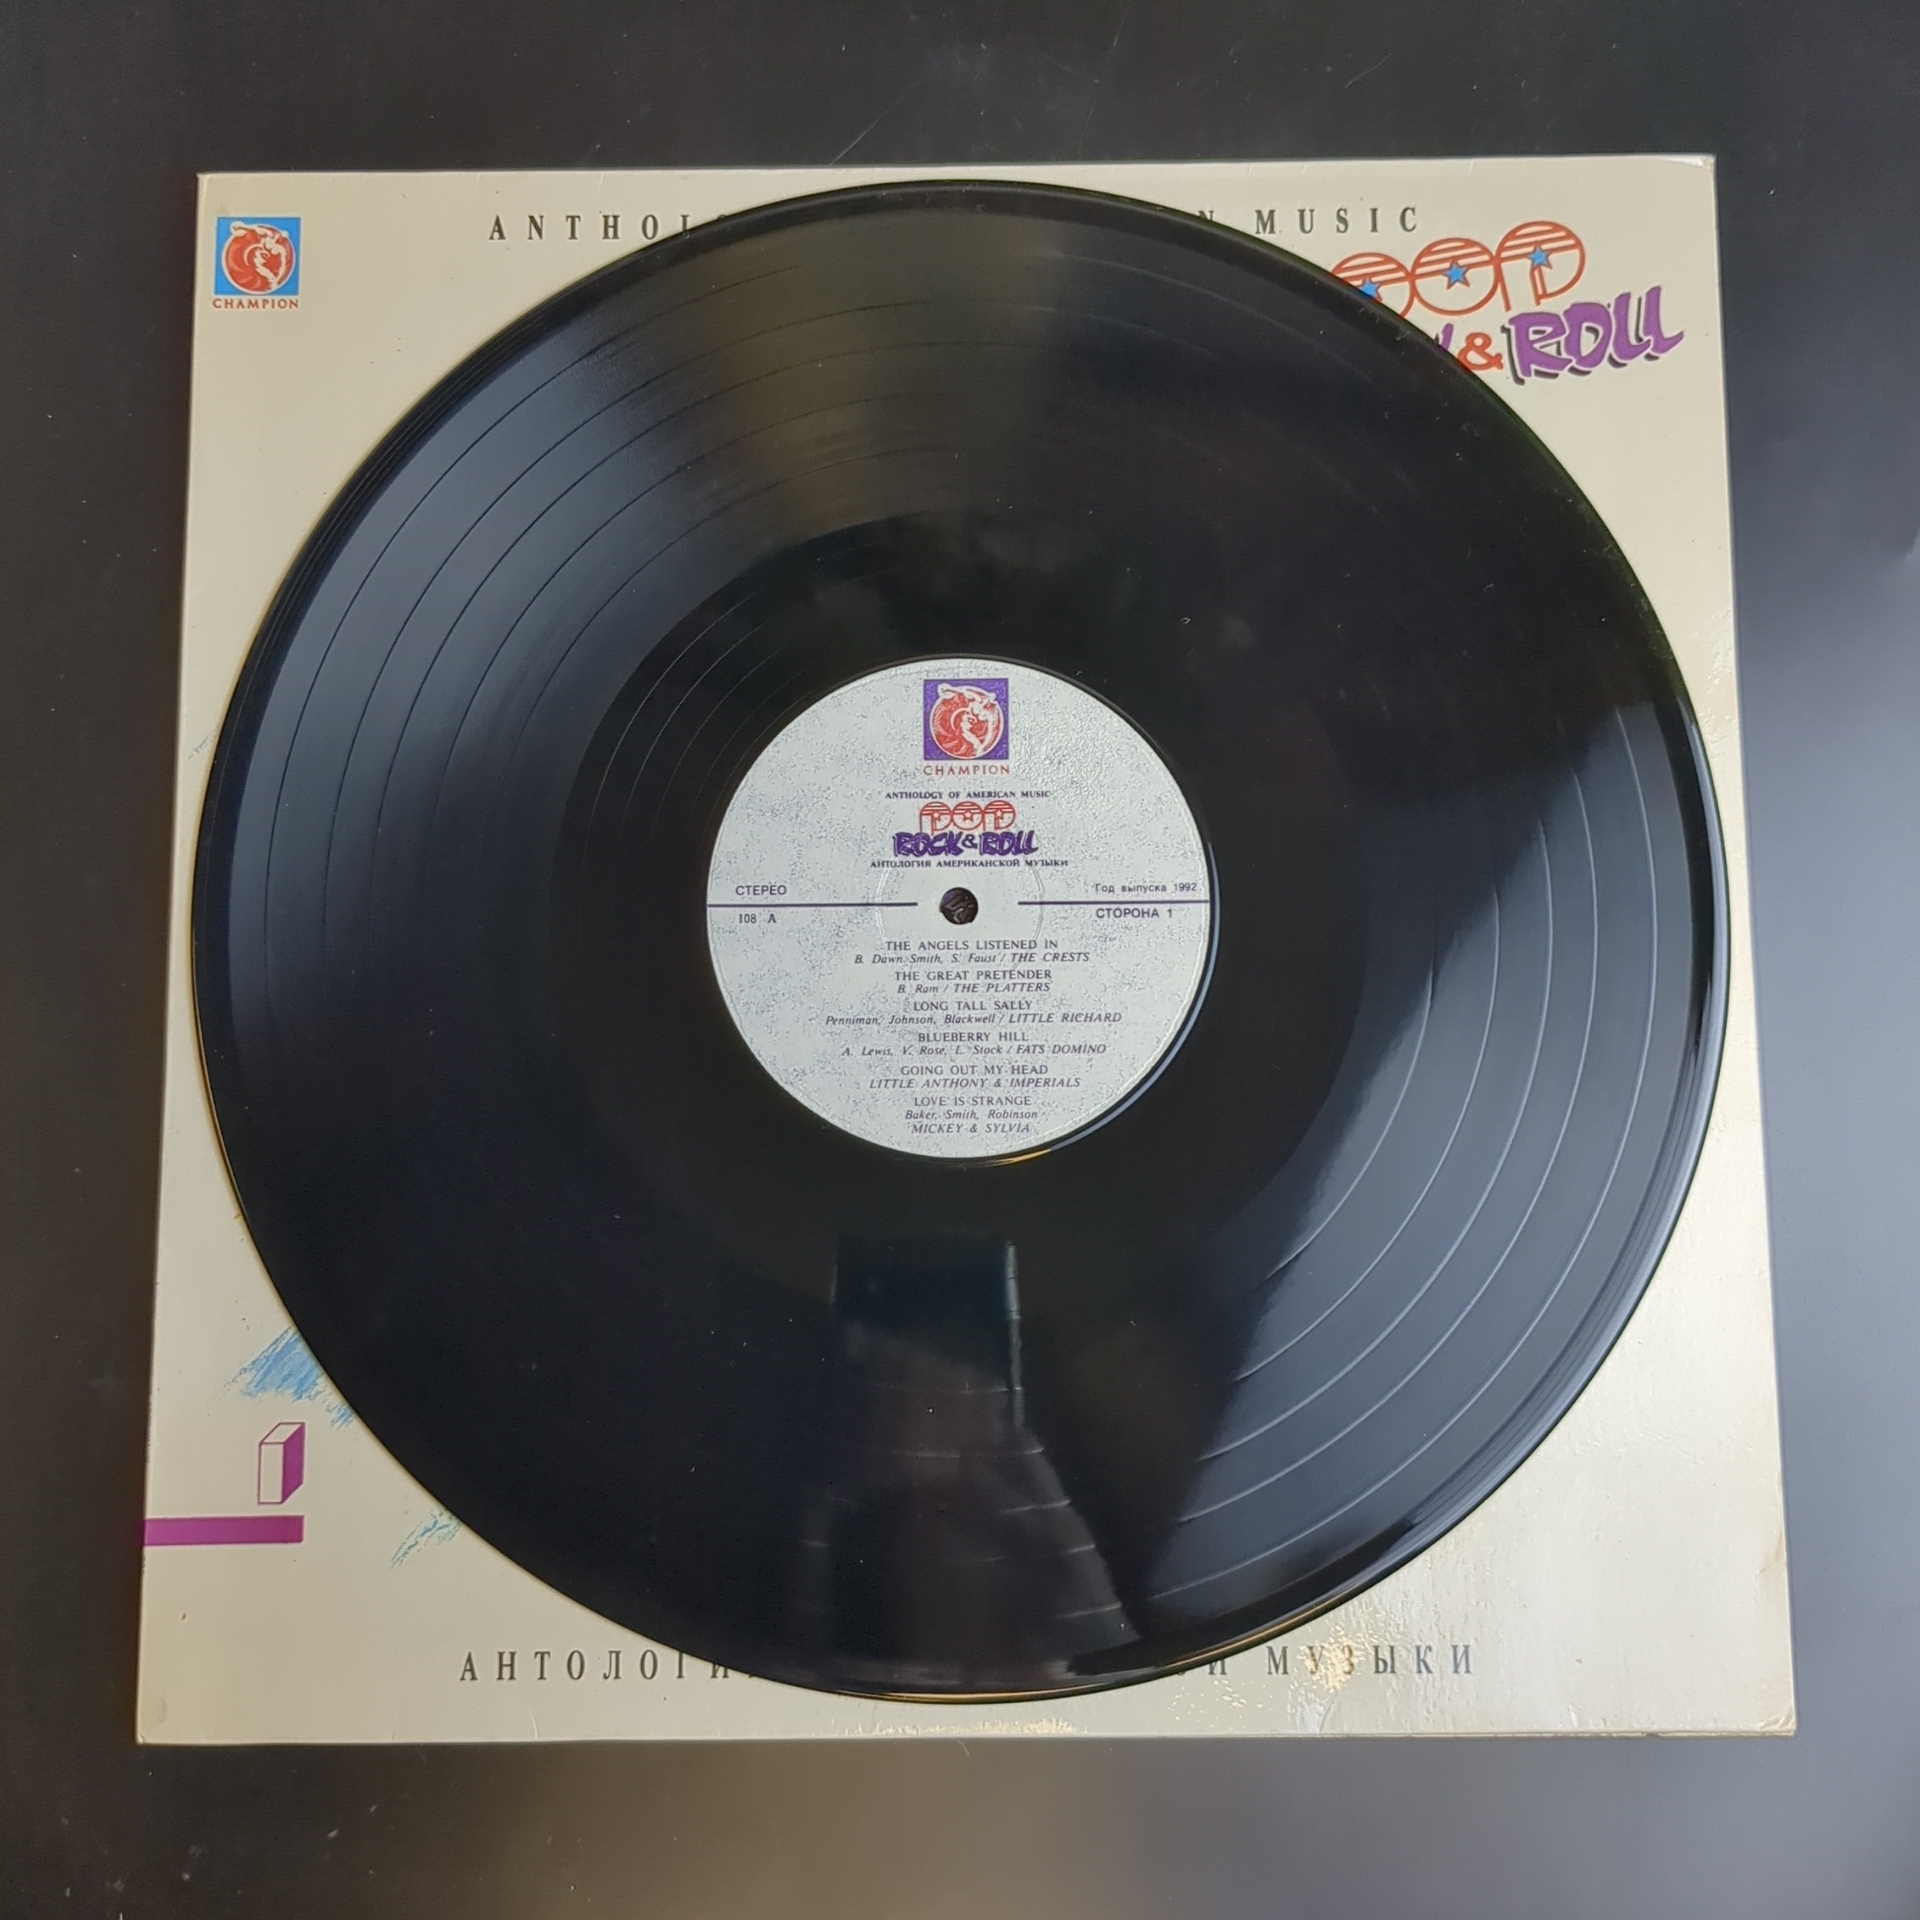 ANTHOLO
N MUSIC
CHAMPION
POP
& ROLL
CHAMPION
ANTHOLOGY OF AMERICAN MUSIC
POP
ROCK & ROLL
АНТОЛОГИЯ АМЕРИКАНСКОЙ МУЗЫКИ
СТЕРЕО
Год выпуска 1992
108 А
СТОРОНА 1
THE ANGELS LISTENED IN
B. Dawn Smith, S. Faust / THE CRESTS
THE GREAT PRETENDER
B. Ram / THE PLATTERS
LONG TALL SALLY
Penniman, Johnson, Blackwell / LITTLE RICHARD
BLUEBERRY HILL
A. Lewis, V. Rose, L. Stock / FATS DOMINO
GOING OUT MY HEAD
LITTLE ANTHONY & IMPERIALS
LOVE IS STRANGE
Baker, Smith, Robinson
MICKEY & SYLVIA
1
АНТОЛОГИ
Й МУЗЫКИ